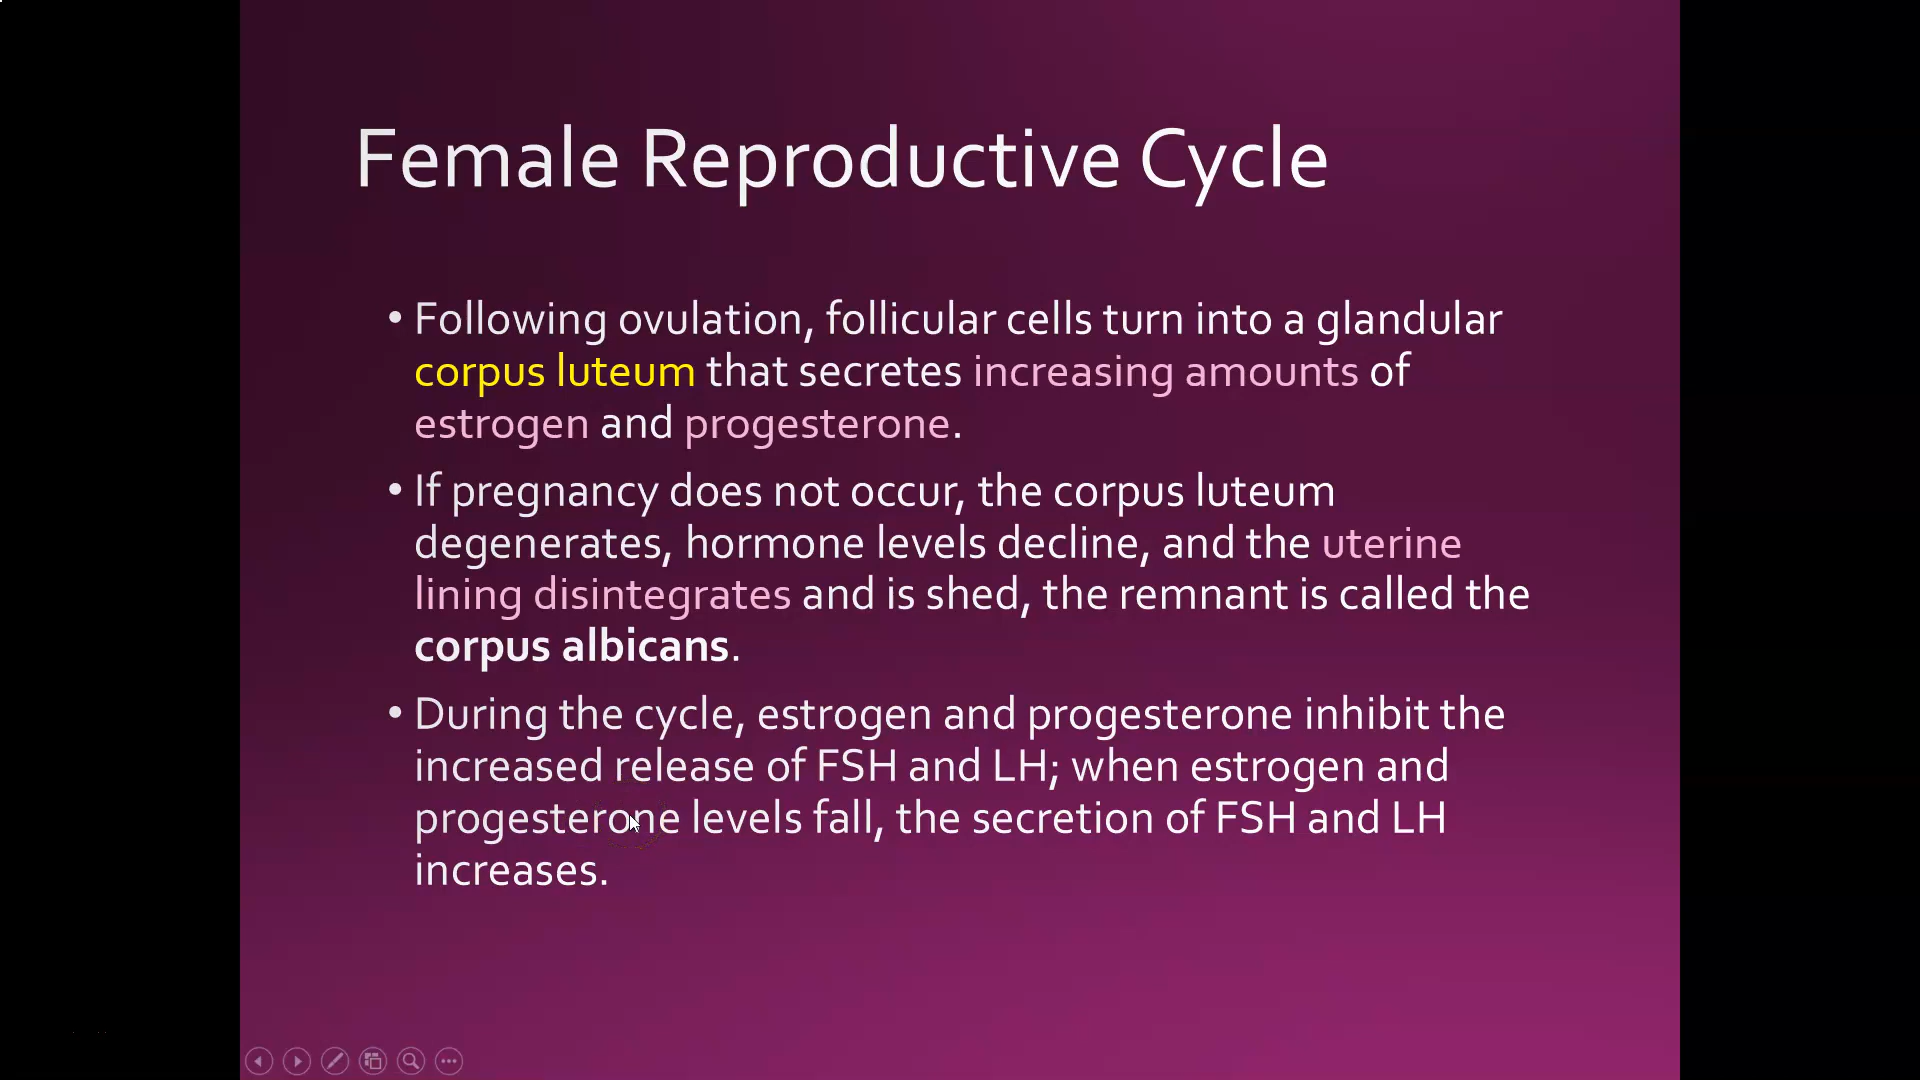 Female Reproductive Cycle
• Following ovulation, follicular cells turn into a glandular
corpus luteum that secretes increasing amounts of
estrogen and progesterone.
• If pregnancy does not occur, the corpus luteum
degenerates, hormone levels decline, and the uterine
lining disintegrates and is shed, the remnant is called the
corpus albicans.
• During the cycle, estrogen and progesterone inhibit the
increased release of FSH and LH; when estrogen and
progesterone levels fall, the secretion of FSH and LH
increases.